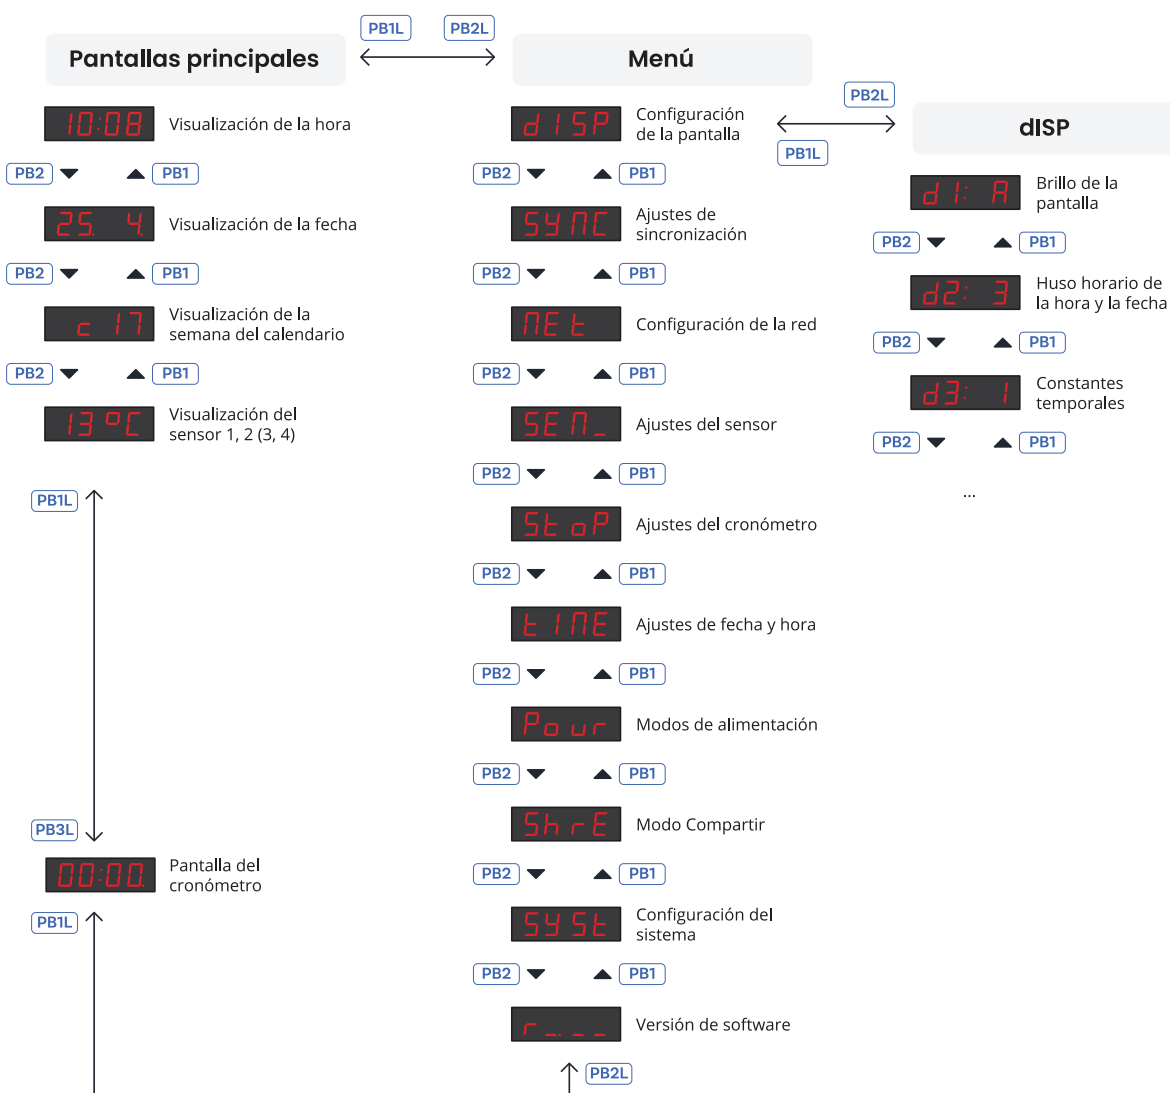 PB1L PB2L
Pantallas principales
Menú
10:08
Visualización de la hora
PB2 PB1
25. 4.
Visualización de la fecha
PB2 PB1
c 17
Visualización de la
semana del calendario
PB2 PB1
13 °C
Visualización del
sensor 1, 2 (3, 4)
PB1L
PB3L
00:00.
Pantalla del
cronómetro
PB1L
dISP
Configuración
de la pantalla
PB2 PB1
SYNC
Ajustes de
sincronización
PB2 PB1
NEt
Configuración de la red
PB2 PB1
SEN_
Ajustes del sensor
PB2 PB1
StoP
Ajustes del cronómetro
PB2 PB1
tIME
Ajustes de fecha y hora
PB2 PB1
Pour
Modos de alimentación
PB2 PB1
ShrE
Modo Compartir
PB2 PB1
SYSt
Configuración del
sistema
PB2 PB1
r _._ _
Versión de software
PB2L
PB2L
PB1L
dISP
d1: A
Brillo de la
pantalla
PB2 PB1
d2: 3
Huso horario de
la hora y la fecha
PB2 PB1
d3: 1
Constantes
temporales
PB2 PB1
...